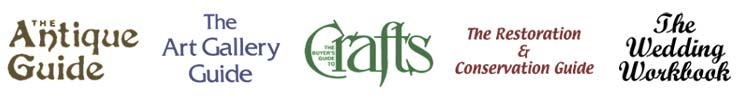 THE
Antique
Guide
The
Art Gallery
Guide
THE
BUYER'S
GUIDE
TO
Crafts
The Restoration
&
Conservation Guide
The
Wedding
Workbook